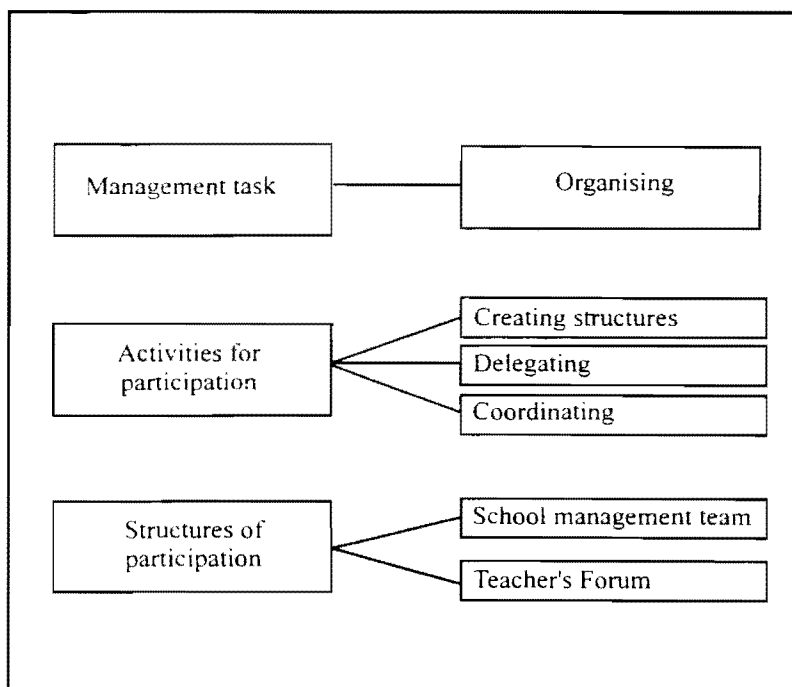 Management task
Organising
Activities for
participation
Creating structures
Delegating
Coordinating
Structures of
participation
School management team
Teacher's Forum